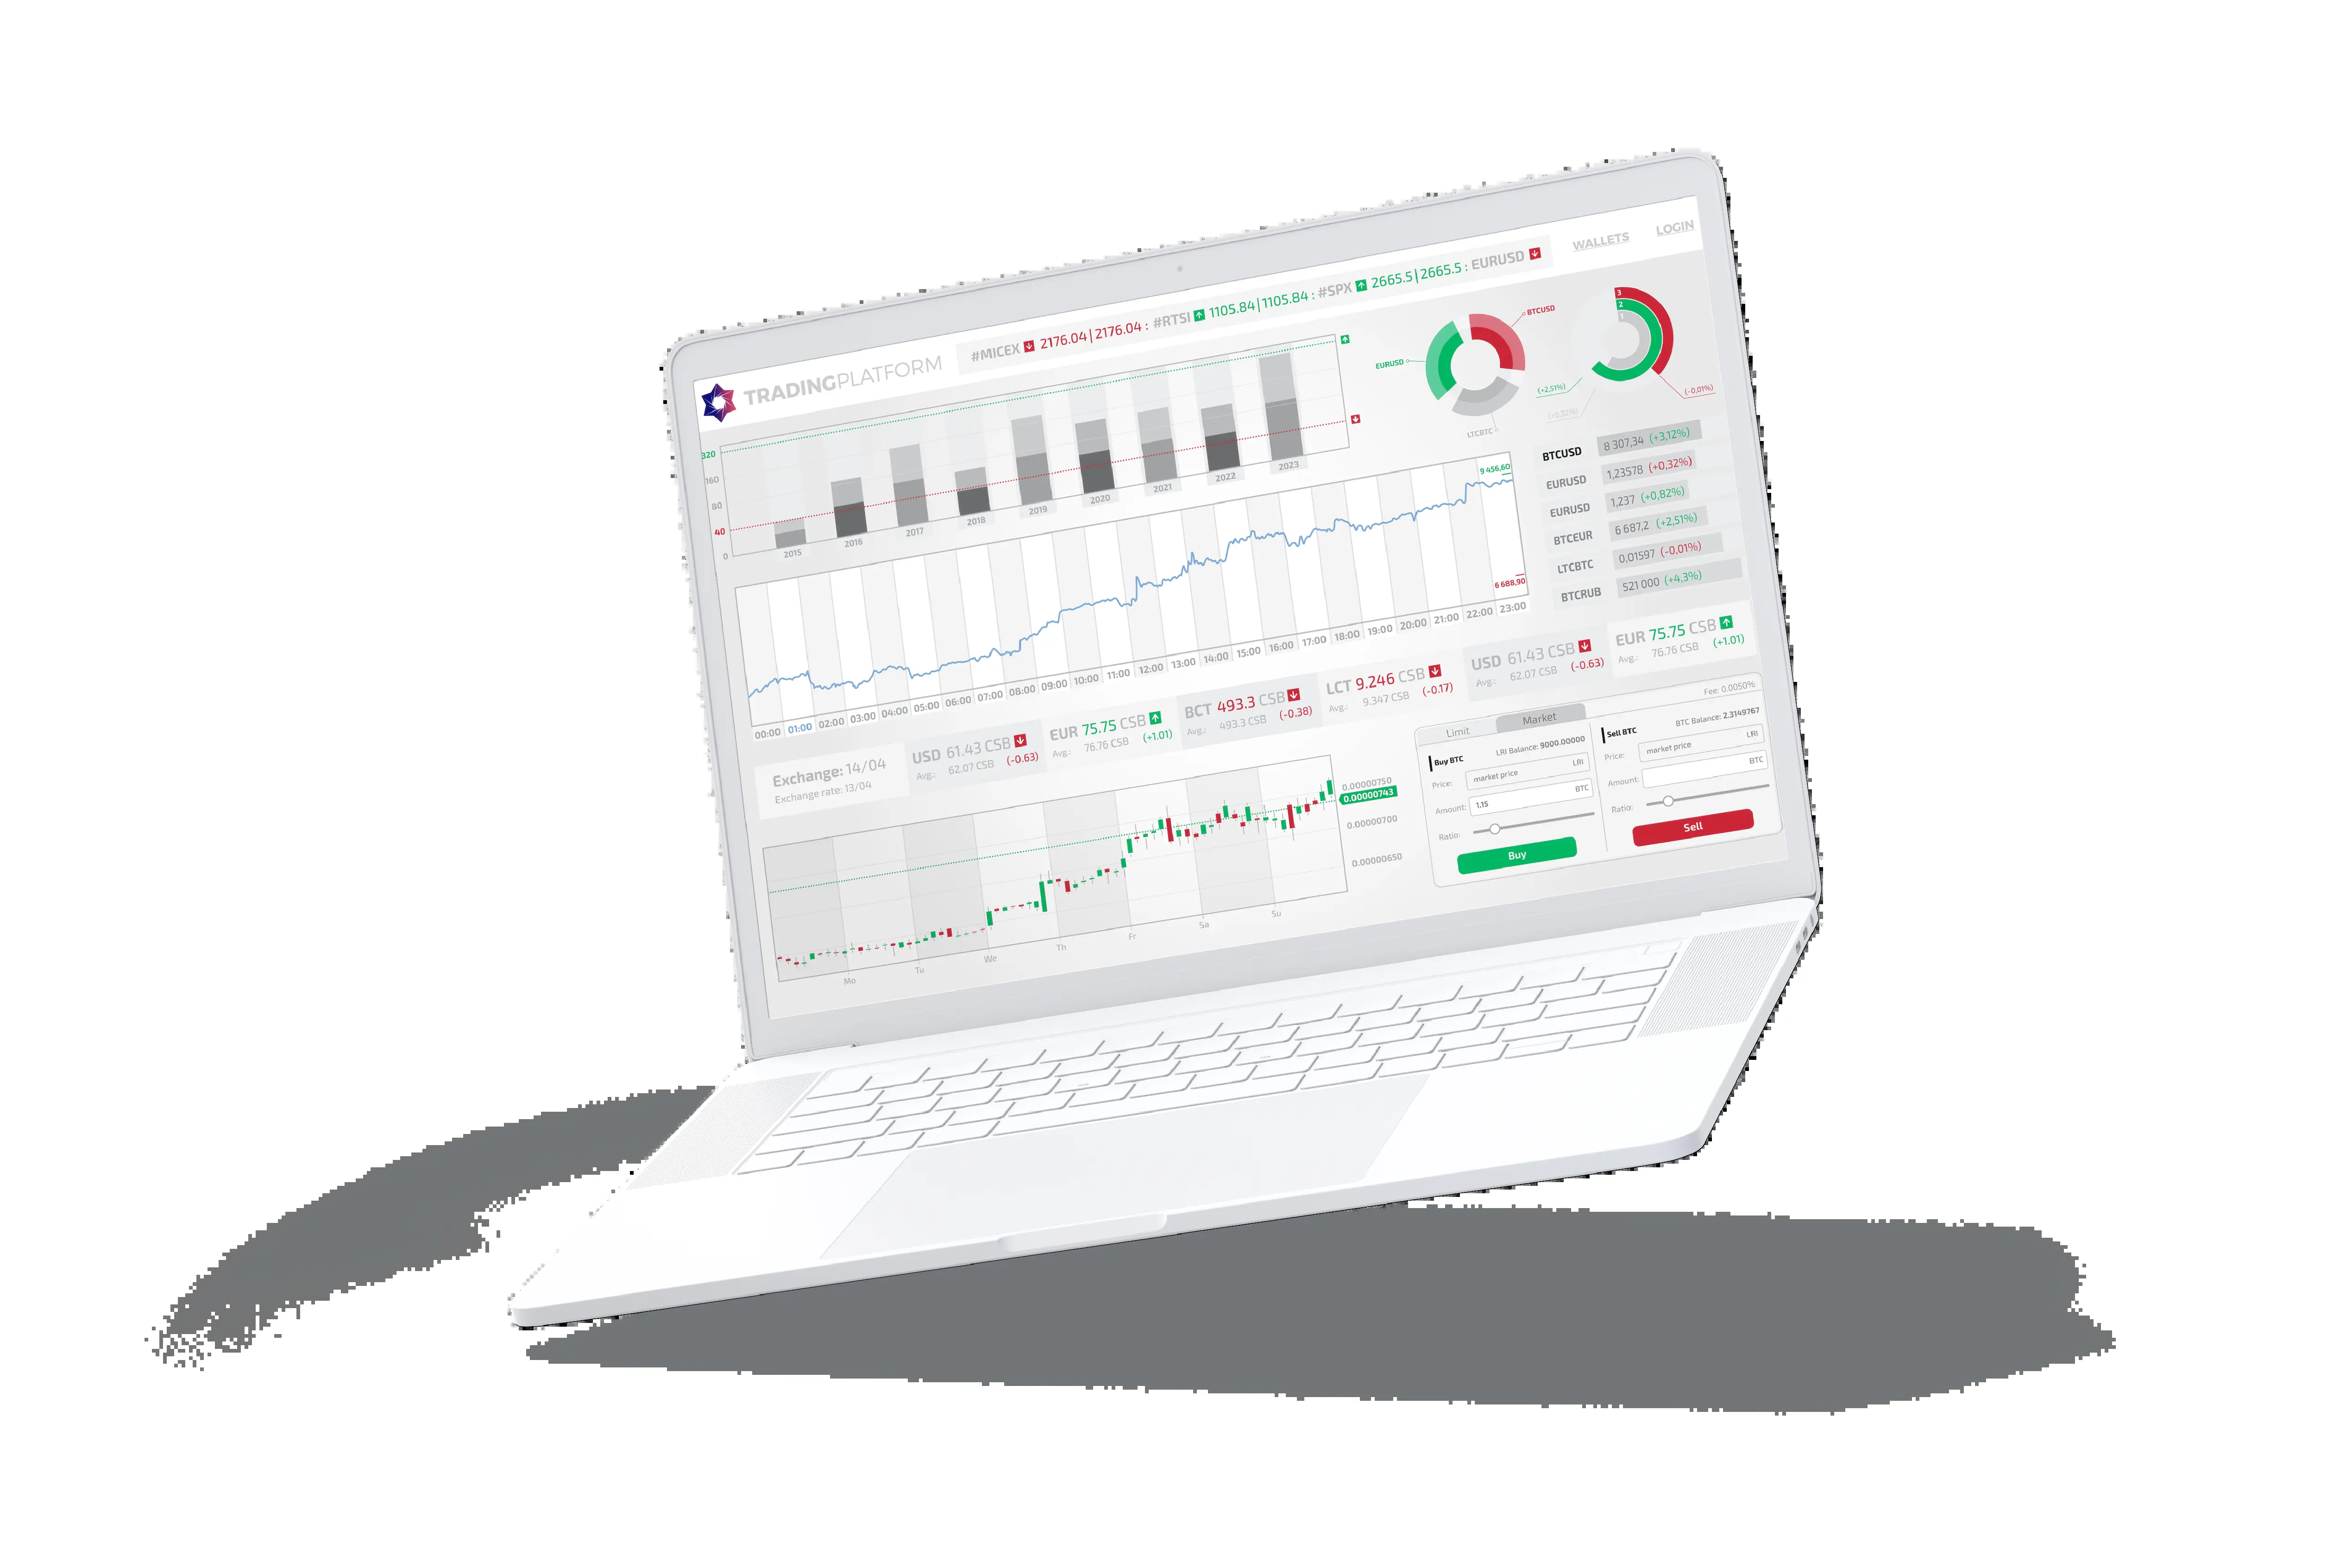 TRADINGPLATFORM
#MICEX 2176.04|2176.04 : #RTSI 1105.84|1105.84 : #SPX 2665.5|2665.5 : EURUSD
WALLETS
LOGIN
320
160
80
40
0
2015 2016 2017 2018 2019 2020 2021 2022 2023
EURUSD
BTCUSD
LTCBTC
3
2
1
(+2,51%)
(+0,32%)
(-0,01%)
BTCUSD 8 307,34 (+3,12%)
EURUSD 1,23578 (+0,32%)
EURUSD 1,237 (+0,82%)
BTCEUR 6 687,2 (+2,51%)
LTCBTC 0,01597 (-0,01%)
BTCRUB 521 000 (+4,3%)
9 456,60
6 688,90
00:00 01:00 02:00 03:00 04:00 05:00 06:00 07:00 08:00 09:00 10:00 11:00 12:00 13:00 14:00 15:00 16:00 17:00 18:00 19:00 20:00 21:00 22:00 23:00
Exchange: 14/04
Exchange rate: 13/04
USD 61.43 CSB
Avg.: 62.07 CSB (-0.63)
EUR 75.75 CSB
Avg.: 76.76 CSB (+1.01)
BCT 493.3 CSB
Avg.: 493.3 CSB (-0.38)
LCT 9.246 CSB
Avg.: 9.347 CSB (-0.17)
USD 61.43 CSB
Avg.: 62.07 CSB (-0.63)
EUR 75.75 CSB
Avg.: 76.76 CSB (+1.01)
0.00000750
0.00000743
0.00000700
0.00000650
Mo Tu We Th Fr Sa Su
Limit
Market
Fee: 0.0050%
Buy BTC
LRI Balance: 9000.00000
Price: market price LRI
Amount: 1,15 BTC
Ratio:
Buy
Sell BTC
BTC Balance: 2.3149767
Price: market price LRI
Amount: BTC
Ratio:
Sell